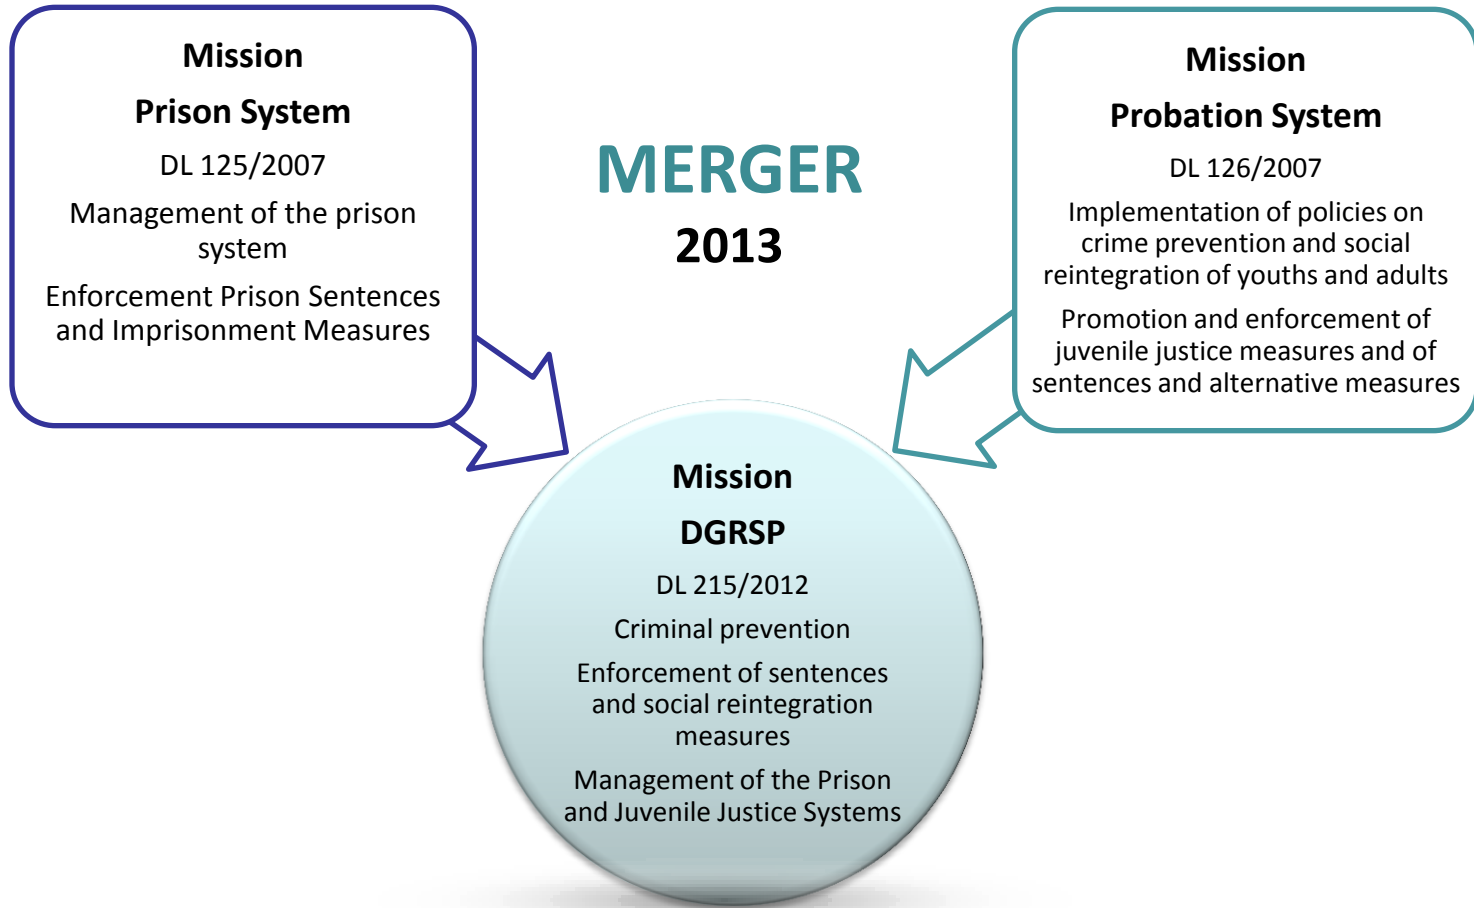 Mission
Prison System
DL 125/2007
Management of the prison
system
Enforcement Prison Sentences
and Imprisonment Measures
MERGER
2013
Mission
Probation System
DL 126/2007
Implementation of policies on
crime prevention and social
reintegration of youths and adults
Promotion and enforcement of
juvenile justice measures and of
sentences and alternative measures
Mission
DGRSP
DL 215/2012
Criminal prevention
Enforcement of sentences
and social reintegration
measures
Management of the Prison
and Juvenile Justice Systems